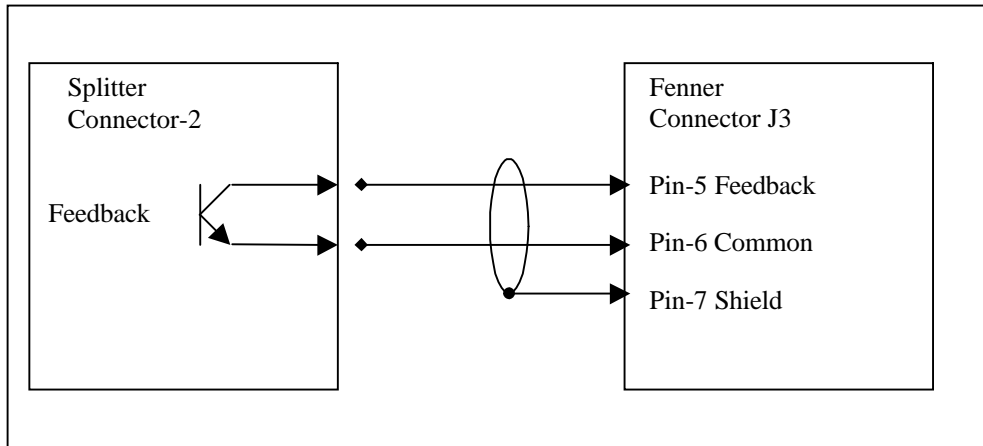 Splitter
Connector-2
Feedback
Fenner
Connector J3
Pin-5 Feedback
Pin-6 Common
Pin-7 Shield